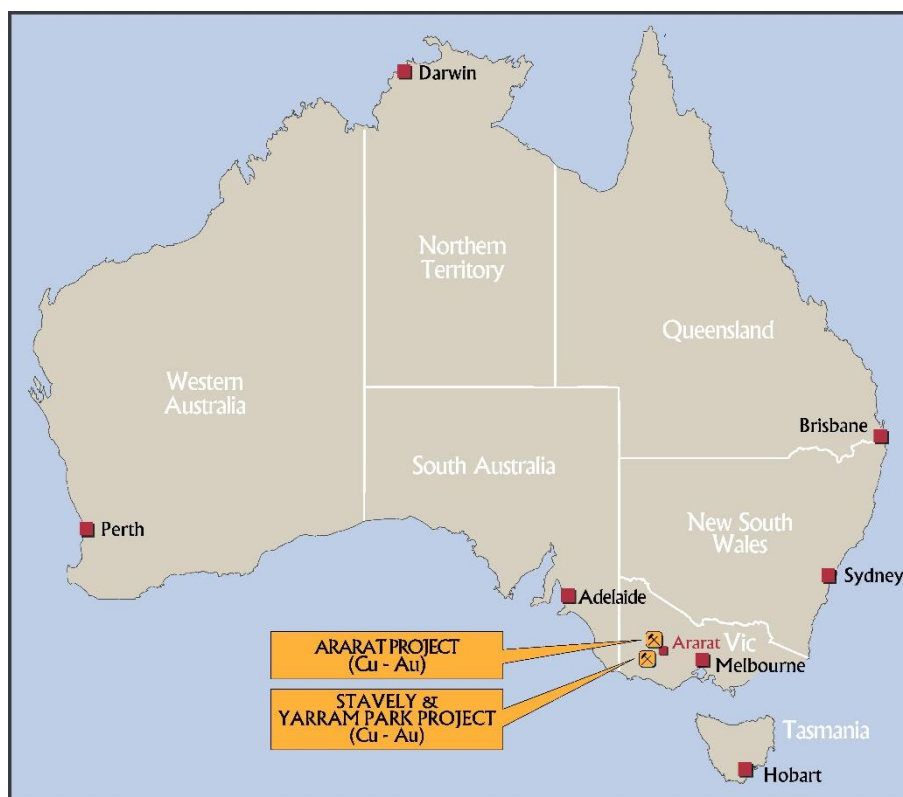 Darwin
Northern
Territory
Queensland
Western
Australia
Brisbane
South Australia
New South
Wales
Perth
Sydney
Adelaide
ARARAT PROJECT
(Cu - Au)
Ararat
Vic
Melbourne
STAVELY &
YARRAM PARK PROJECT
(Cu - Au)
Tasmania
Hobart